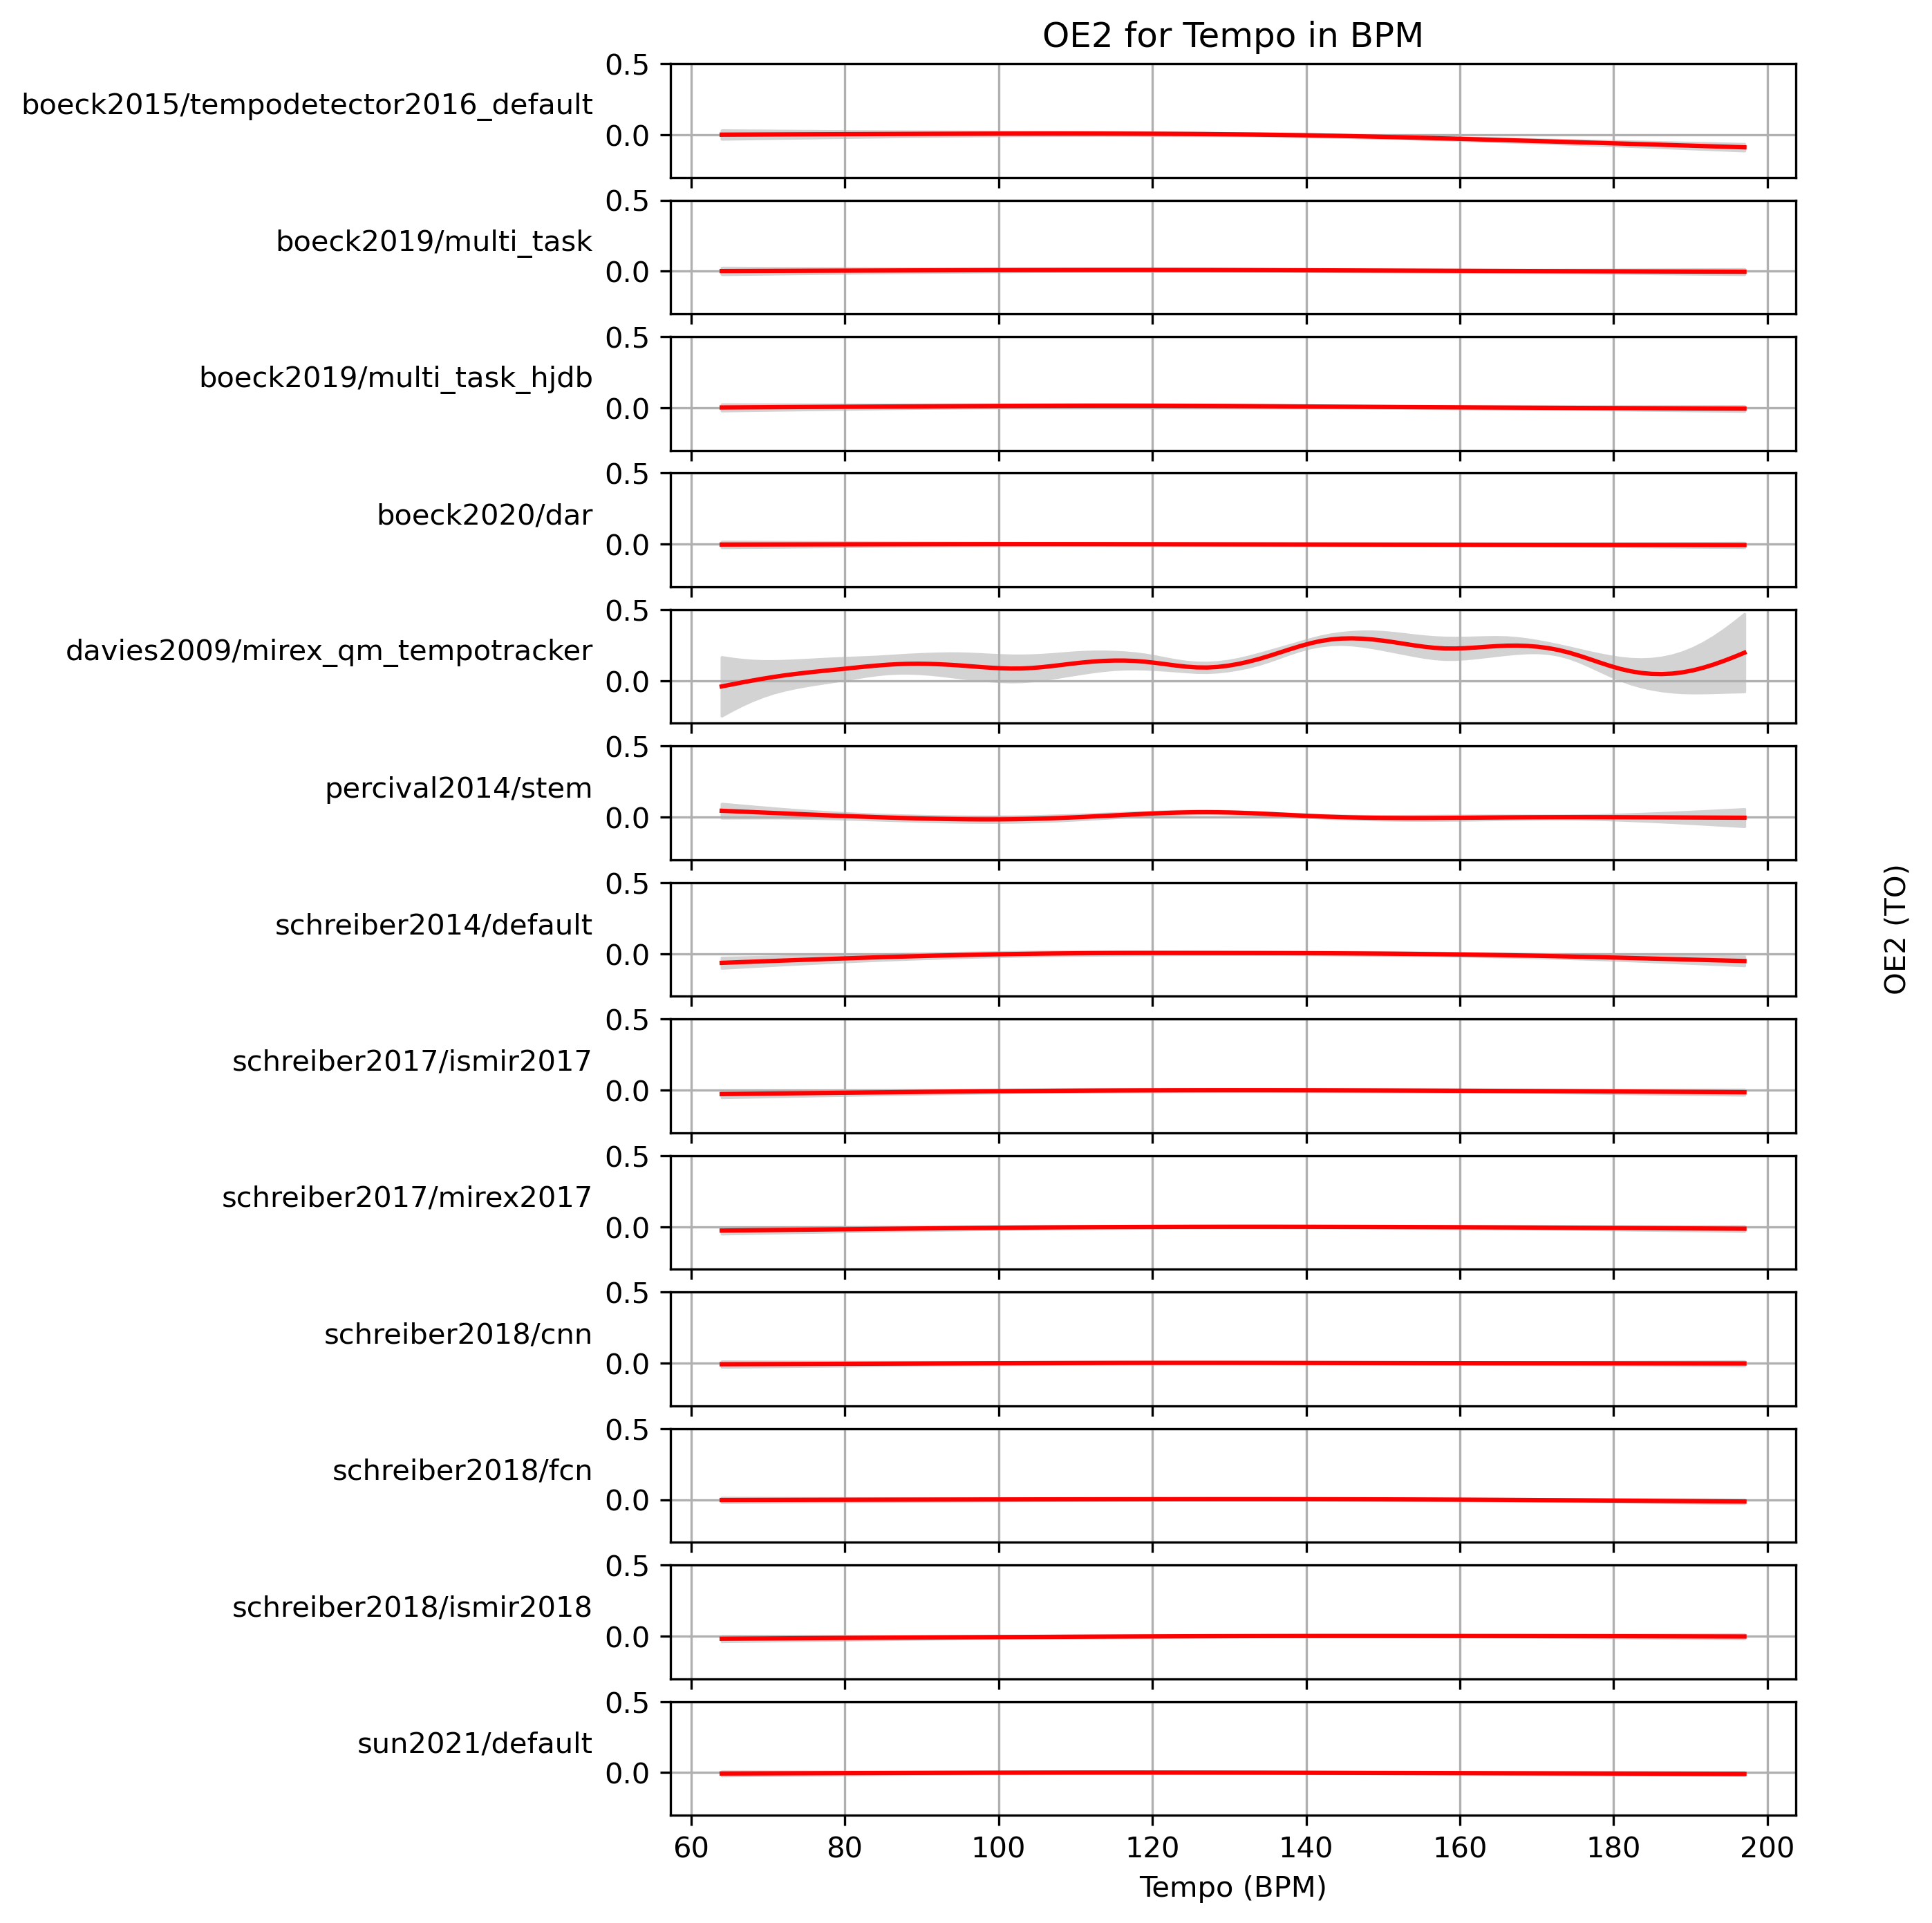 OE2 for Tempo in BPM
0.5
boeck2015/tempodetector2016_default
0.0
0.5
boeck2019/multi_task
0.0
0.5
boeck2019/multi_task_hjdb
0.0
0.5
boeck2020/dar
0.0
0.5
davies2009/mirex_qm_tempotracker
0.0
0.5
percival2014/stem
0.0
0.5
schreiber2014/default
0.0
OE2 (TO)
0.5
schreiber2017/ismir2017
0.0
0.5
schreiber2017/mirex2017
0.0
0.5
schreiber2018/cnn
0.0
0.5
schreiber2018/fcn
0.0
0.5
schreiber2018/ismir2018
0.0
0.5
sun2021/default
0.0
60 80 100 120 140 160 180 200
Tempo (BPM)